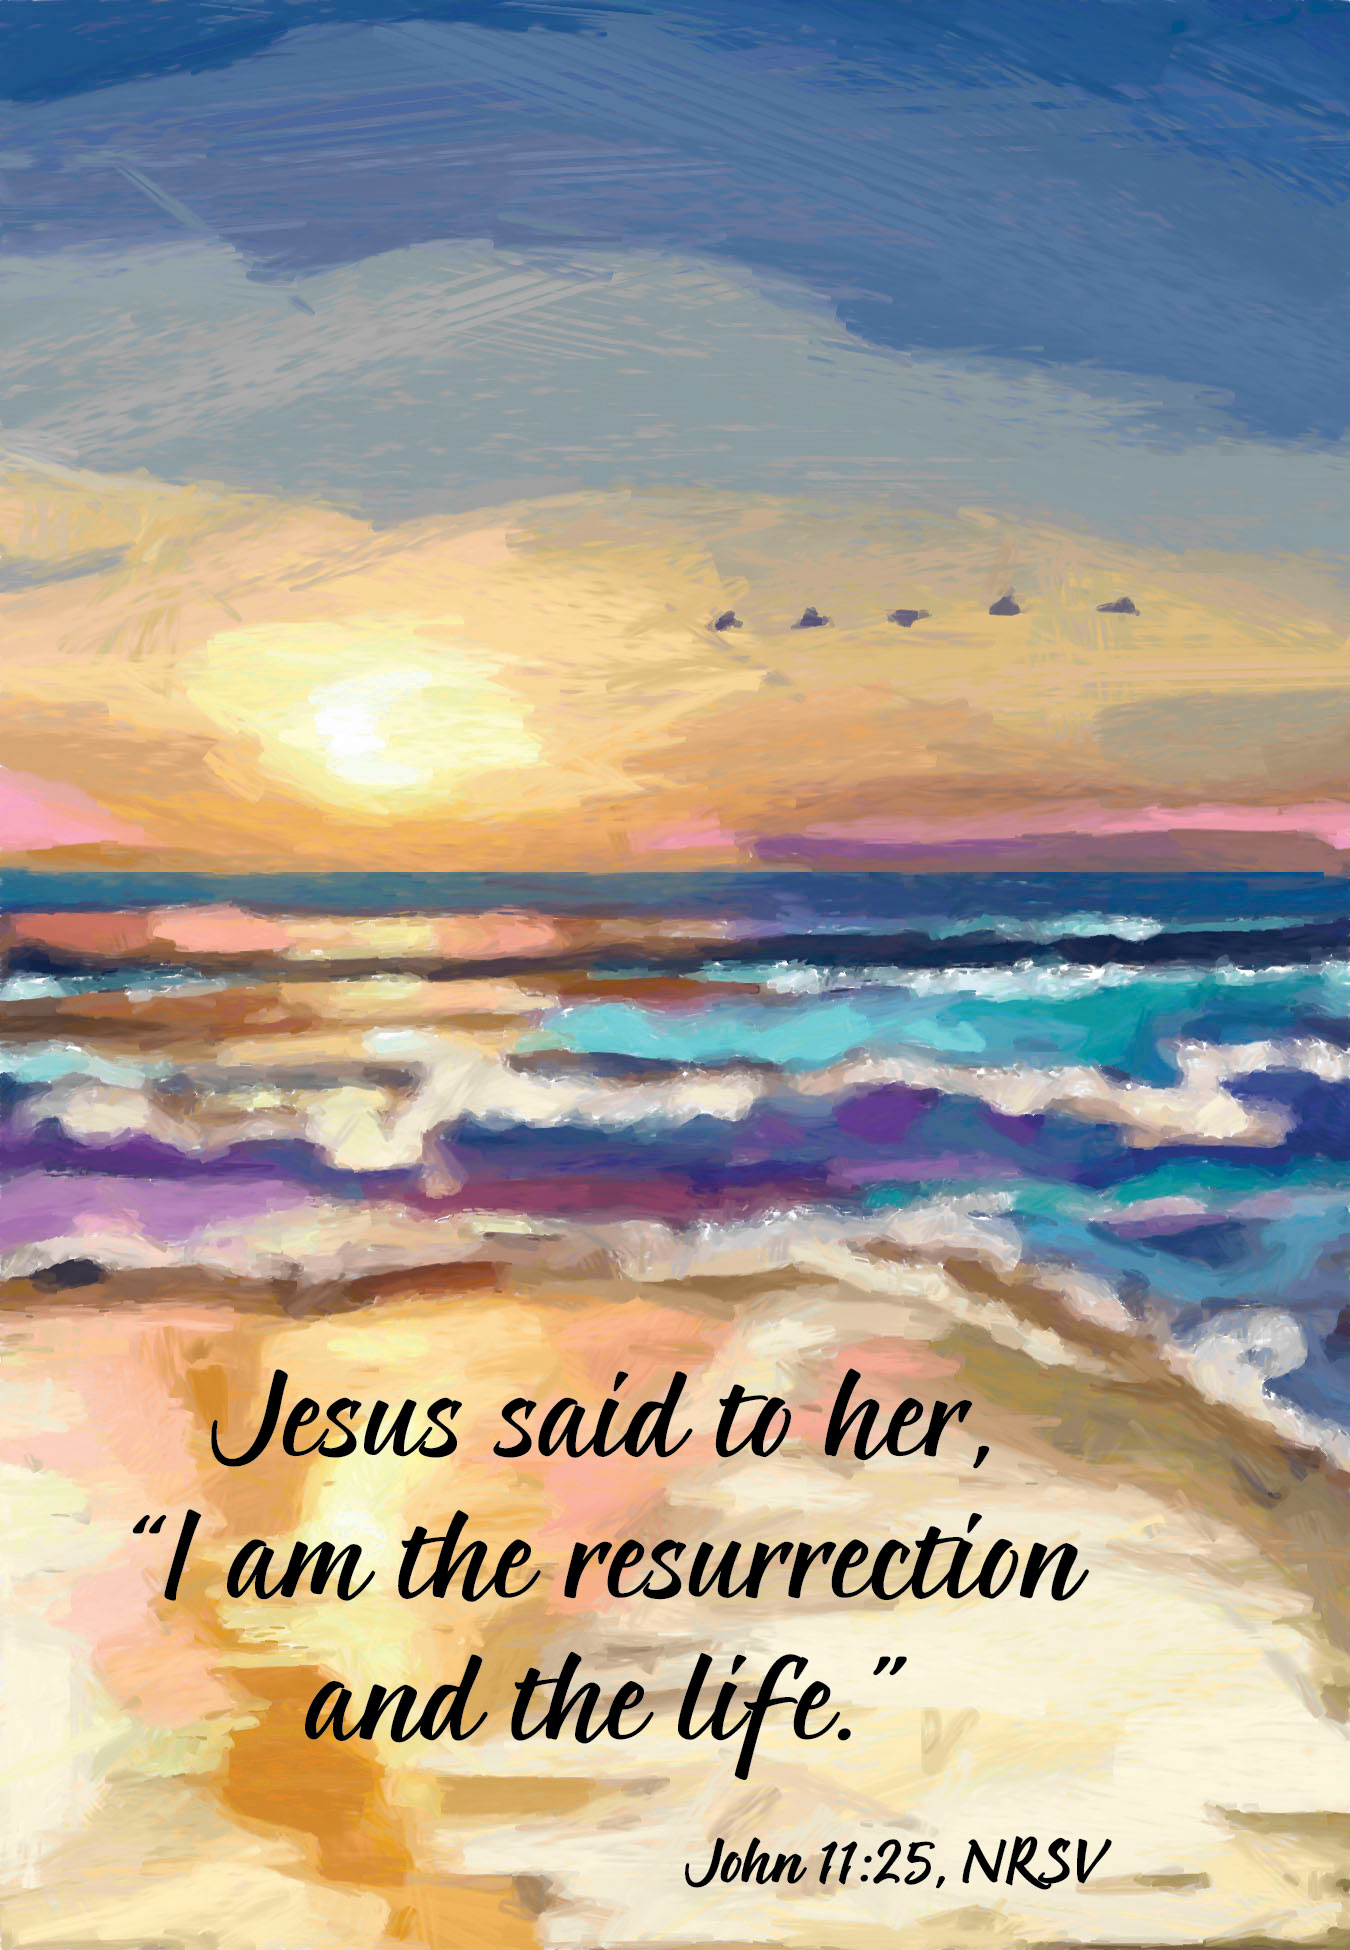 Jesus said to her,
“I am the resurrection
and the life.”
John 11:25, NRSV